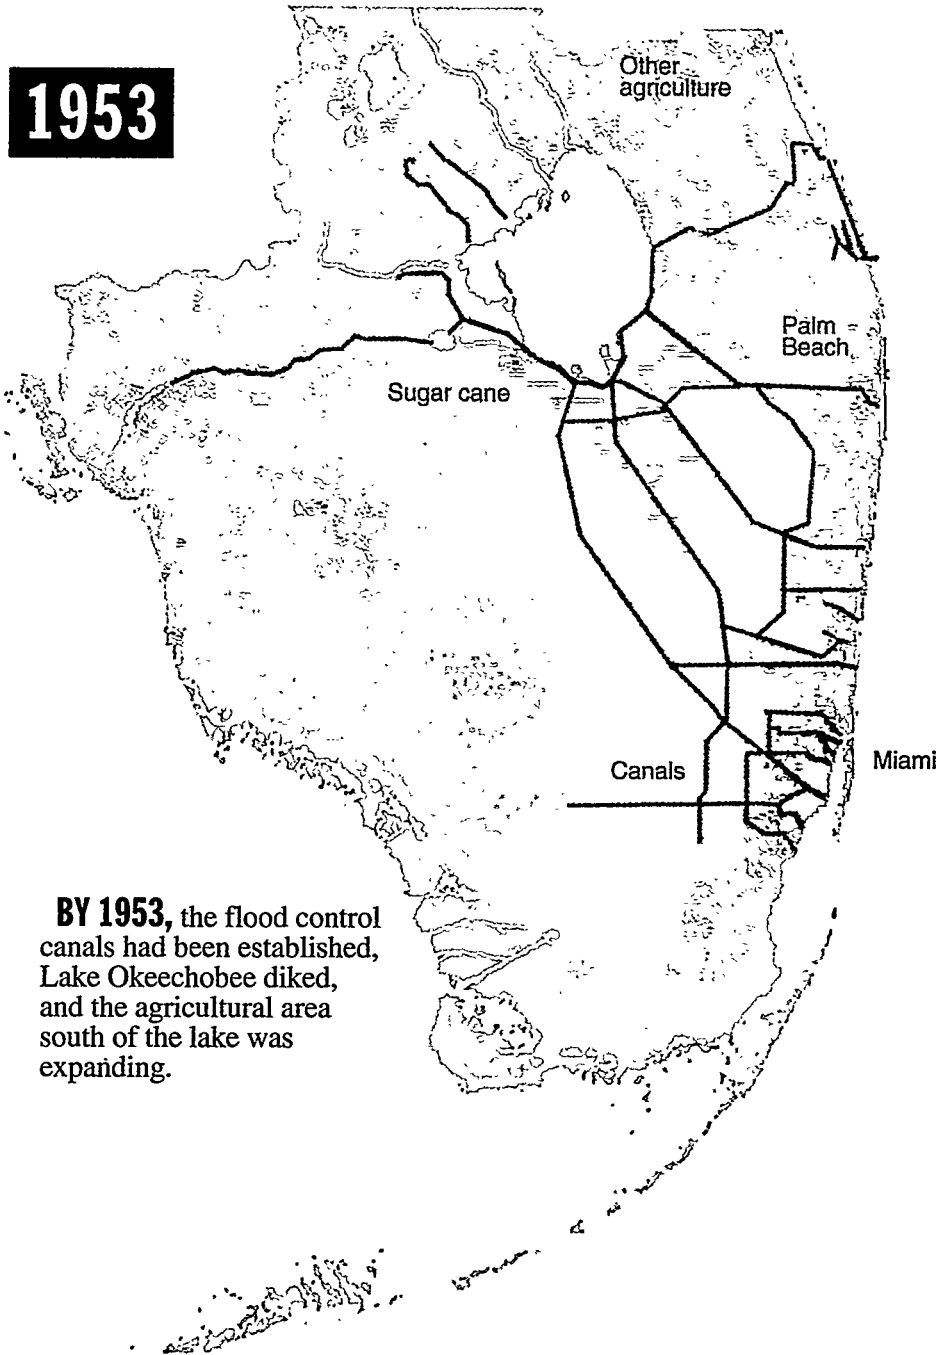 1953
Other
agriculture
Palm
Beach
Sugar cane
Canals
Miami
BY 1953, the flood control
canals had been established,
Lake Okeechobee diked,
and the agricultural area
south of the lake was
expanding.